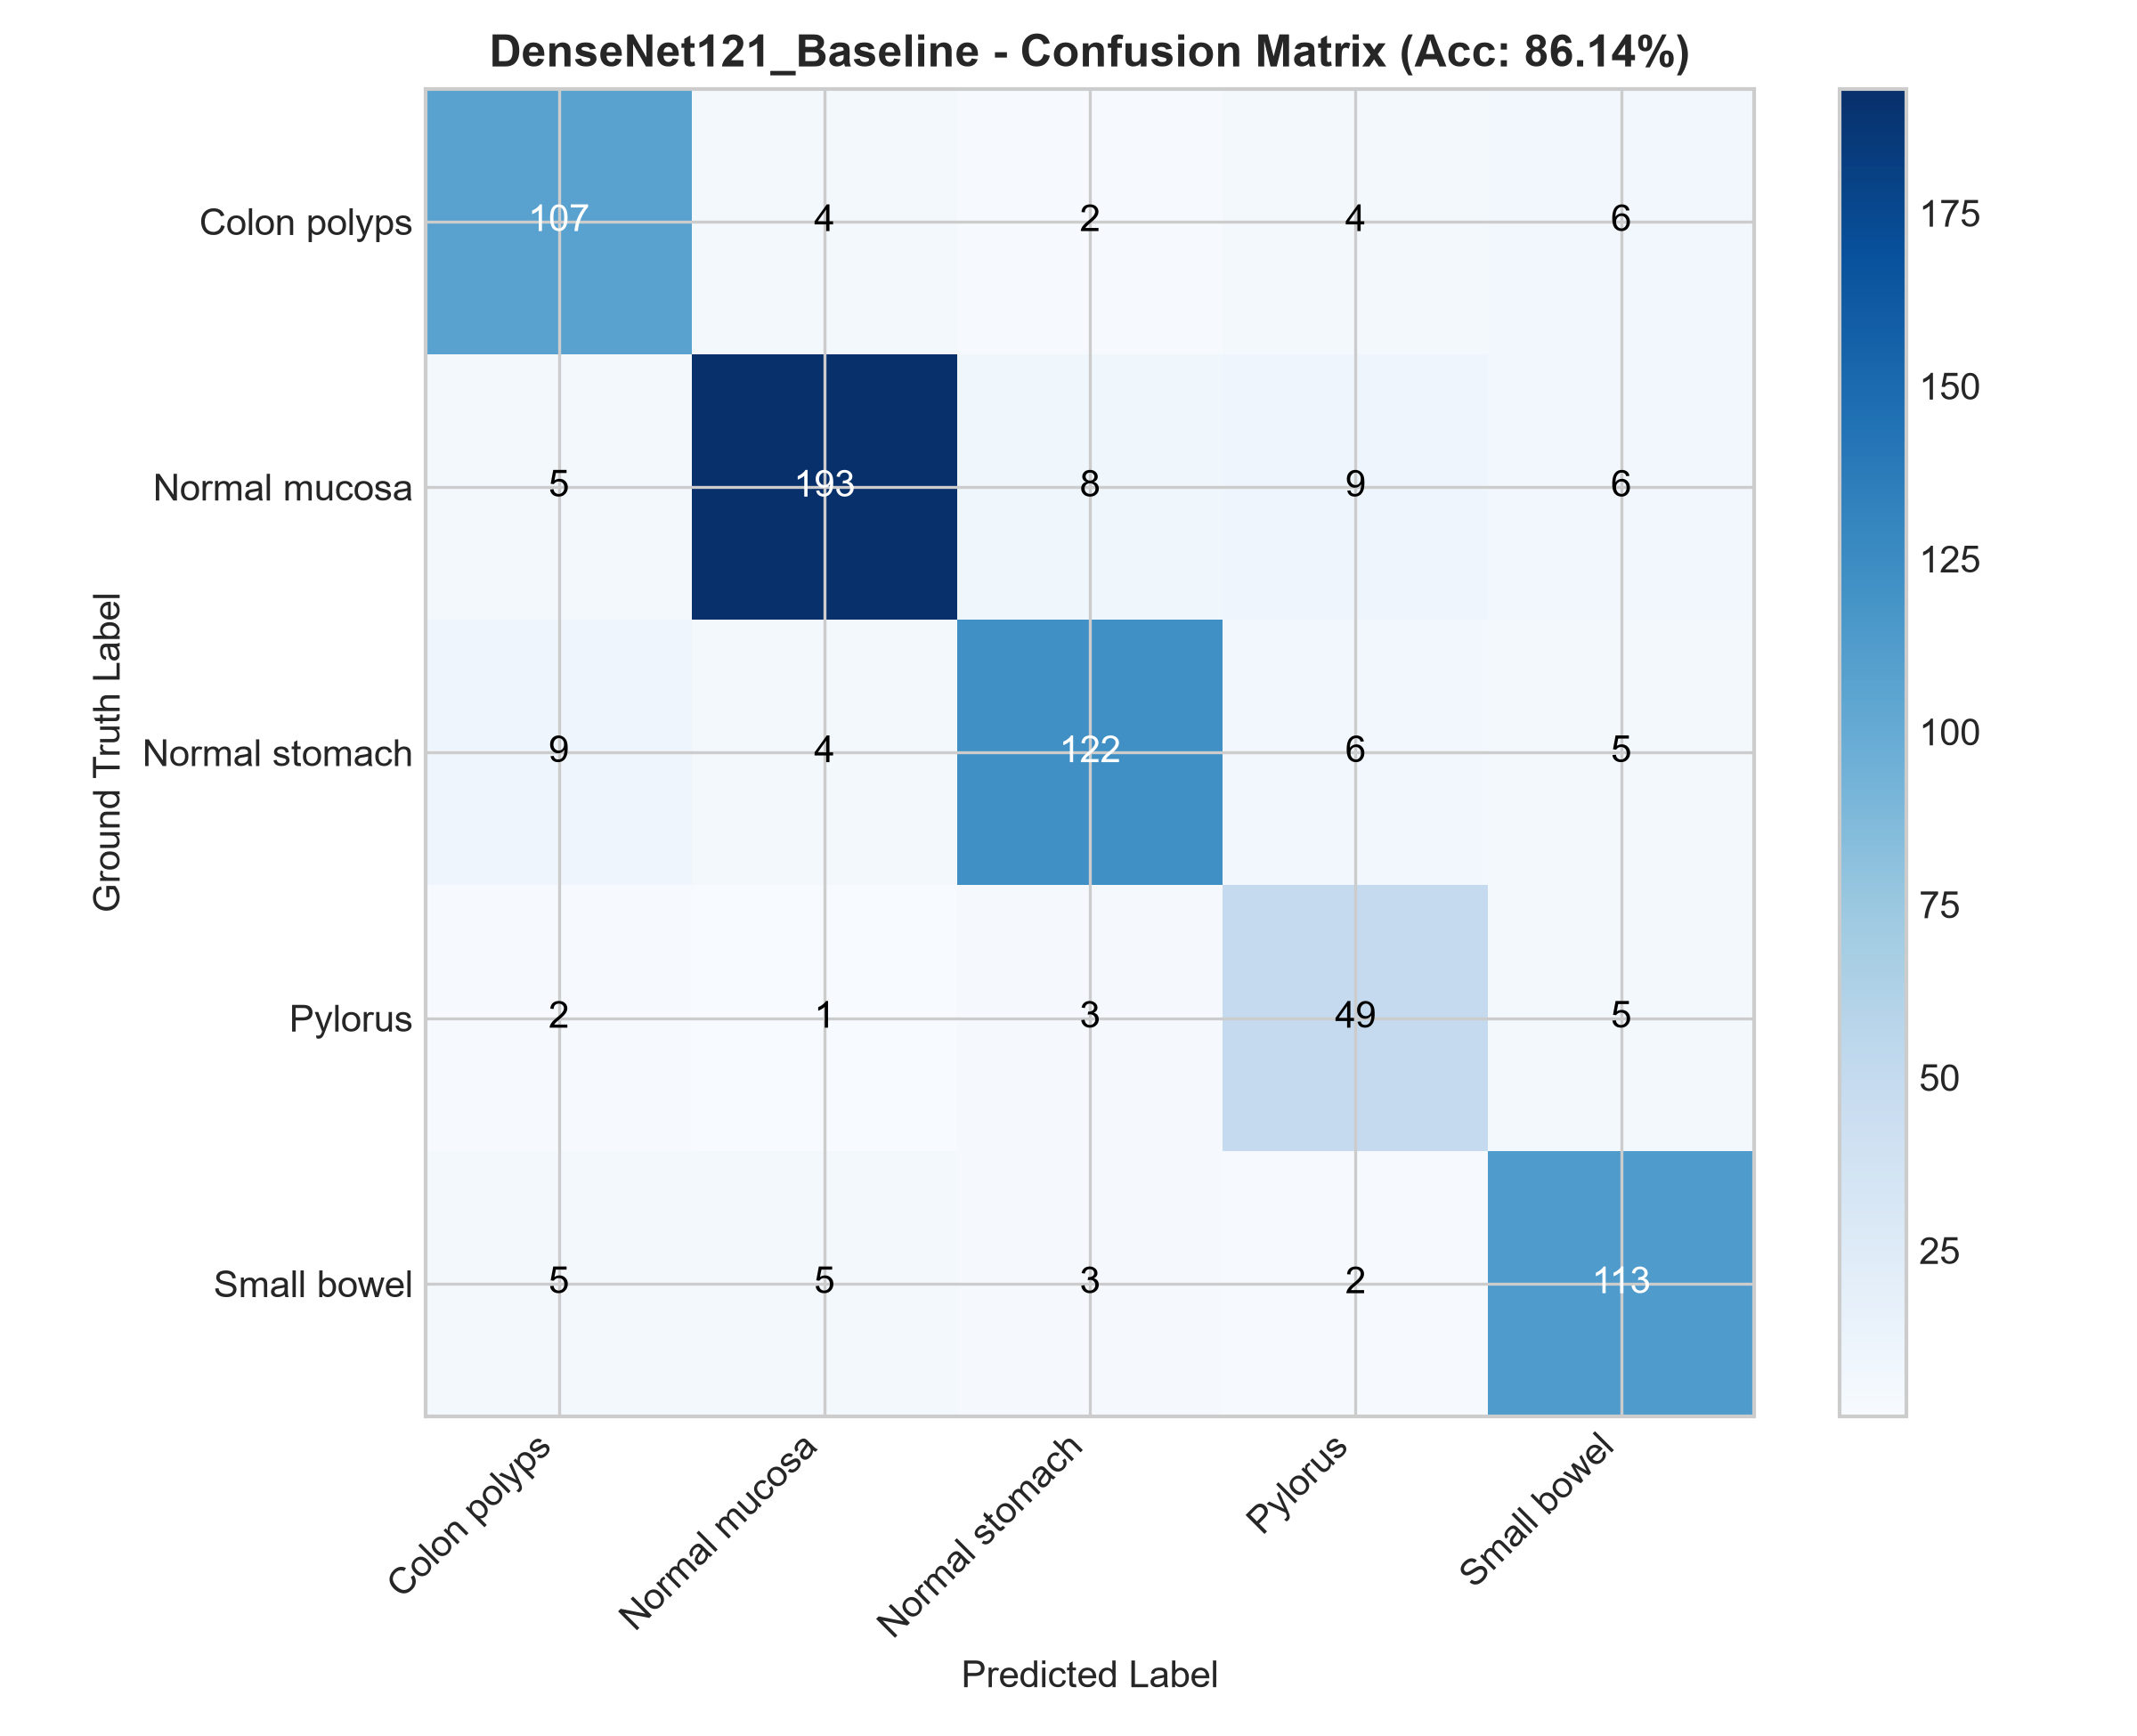 DenseNet121_Baseline - Confusion Matrix (Acc: 86.14%)
Colon polyps 107 4 2 4 6
Normal mucosa 5 193 8 9 6
Normal stomach 9 4 122 6 5
Pylorus 2 1 3 49 5
Small bowel 5 5 3 2 113
Ground Truth Label
Colon polyps
Normal mucosa
Normal stomach
Pylorus
Small bowel
Predicted Label
175
150
125
100
75
50
25